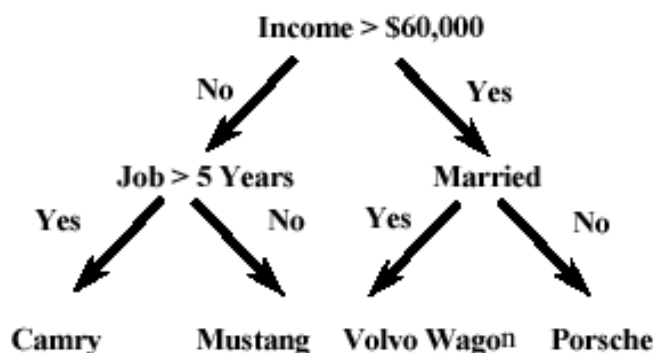 Income > $60,000
No Yes
Job > 5 Years Married
Yes No Yes No
Camry Mustang Volvo Wagon Porsche